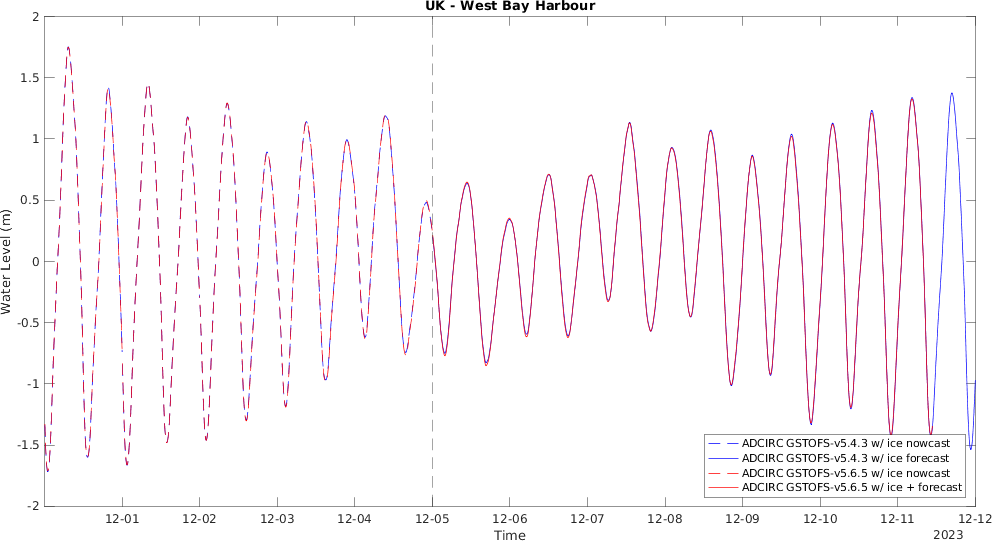 UK - West Bay Harbour
2
1.5
1
0.5
0
-0.5
-1
-1.5
-2
Water Level (m)
12-01 12-02 12-03 12-04 12-05 12-06 12-07 12-08 12-09 12-10 12-11 12-12
Time
2023
ADCIRC GSTOFS-v5.4.3 w/ ice nowcast
ADCIRC GSTOFS-v5.4.3 w/ ice forecast
ADCIRC GSTOFS-v5.6.5 w/ ice nowcast
ADCIRC GSTOFS-v5.6.5 w/ ice + forecast